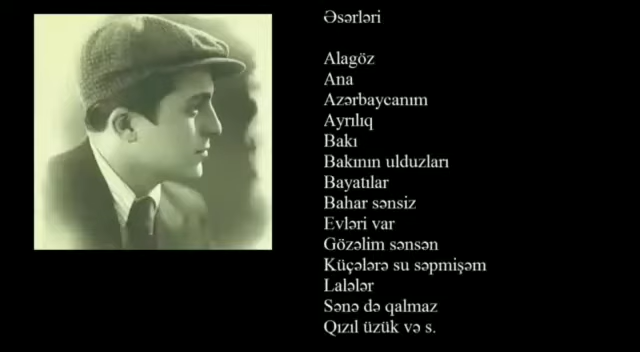 Əsərləri
Alagöz
Ana
Azərbaycanım
Ayrılıq
Bakı
Bakının ulduzları
Bayatılar
Bahar sənsiz
Evləri var
Gözəlim sənsən
Küçələrə su səpmişəm
Lalələr
Sənə də qalmaz
Qızıl üzük və s.